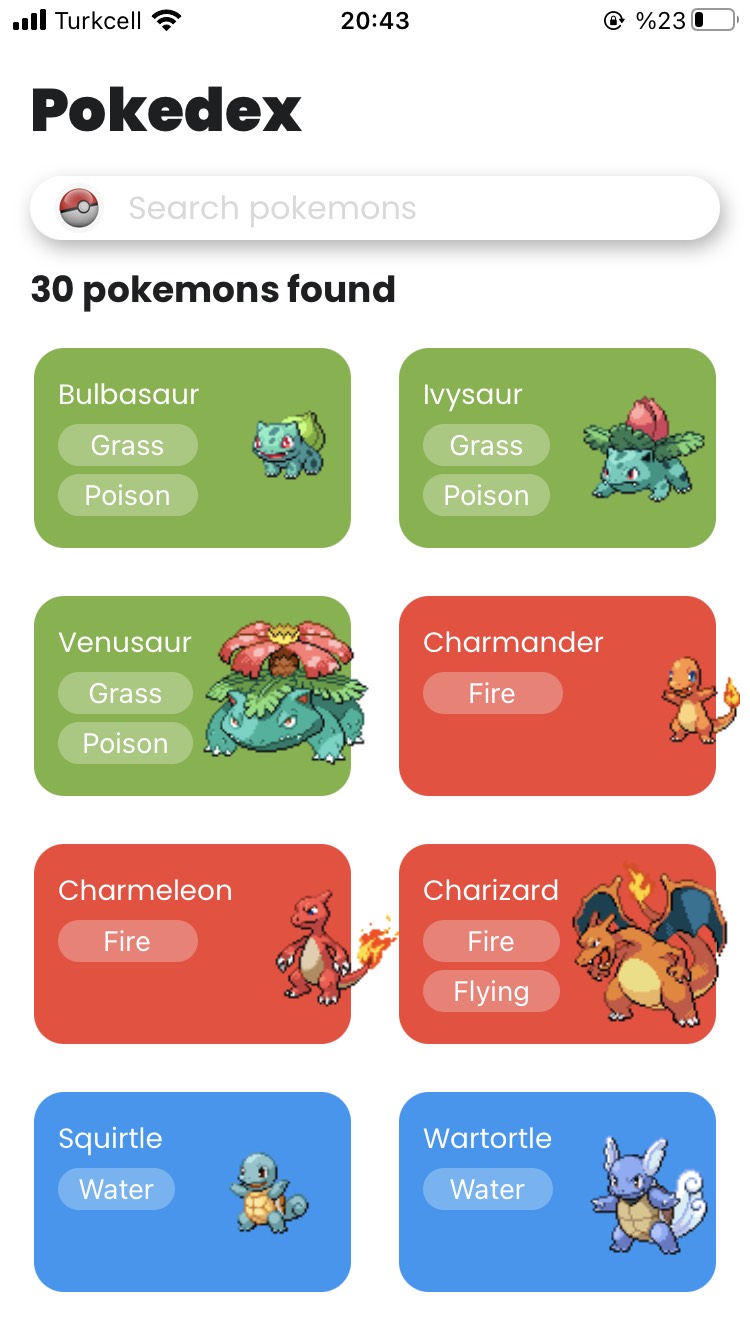 Turkcell 20:43 %23
Pokedex
Search pokemons
30 pokemons found
Bulbasaur
Grass
Poison
Ivysaur
Grass
Poison
Venusaur
Grass
Poison
Charmander
Fire
Charmeleon
Fire
Charizard
Fire
Flying
Squirtle
Water
Wartortle
Water